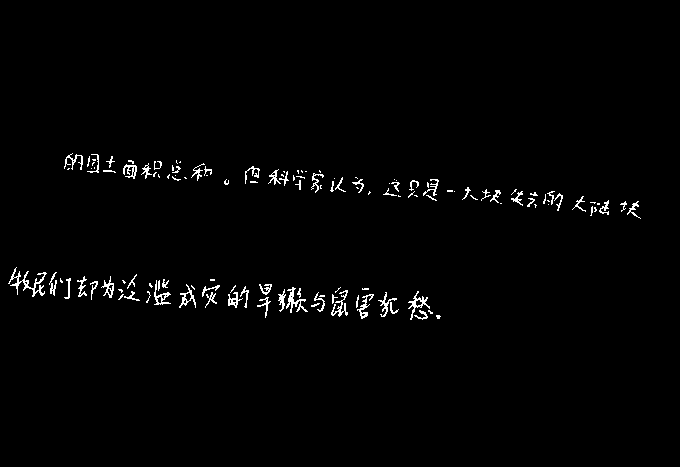 的国土面积总和。但科学家认为,这只是一大块失去的大陆块
牧民们却为泛滥成灾的旱獭与鼠害犯愁.